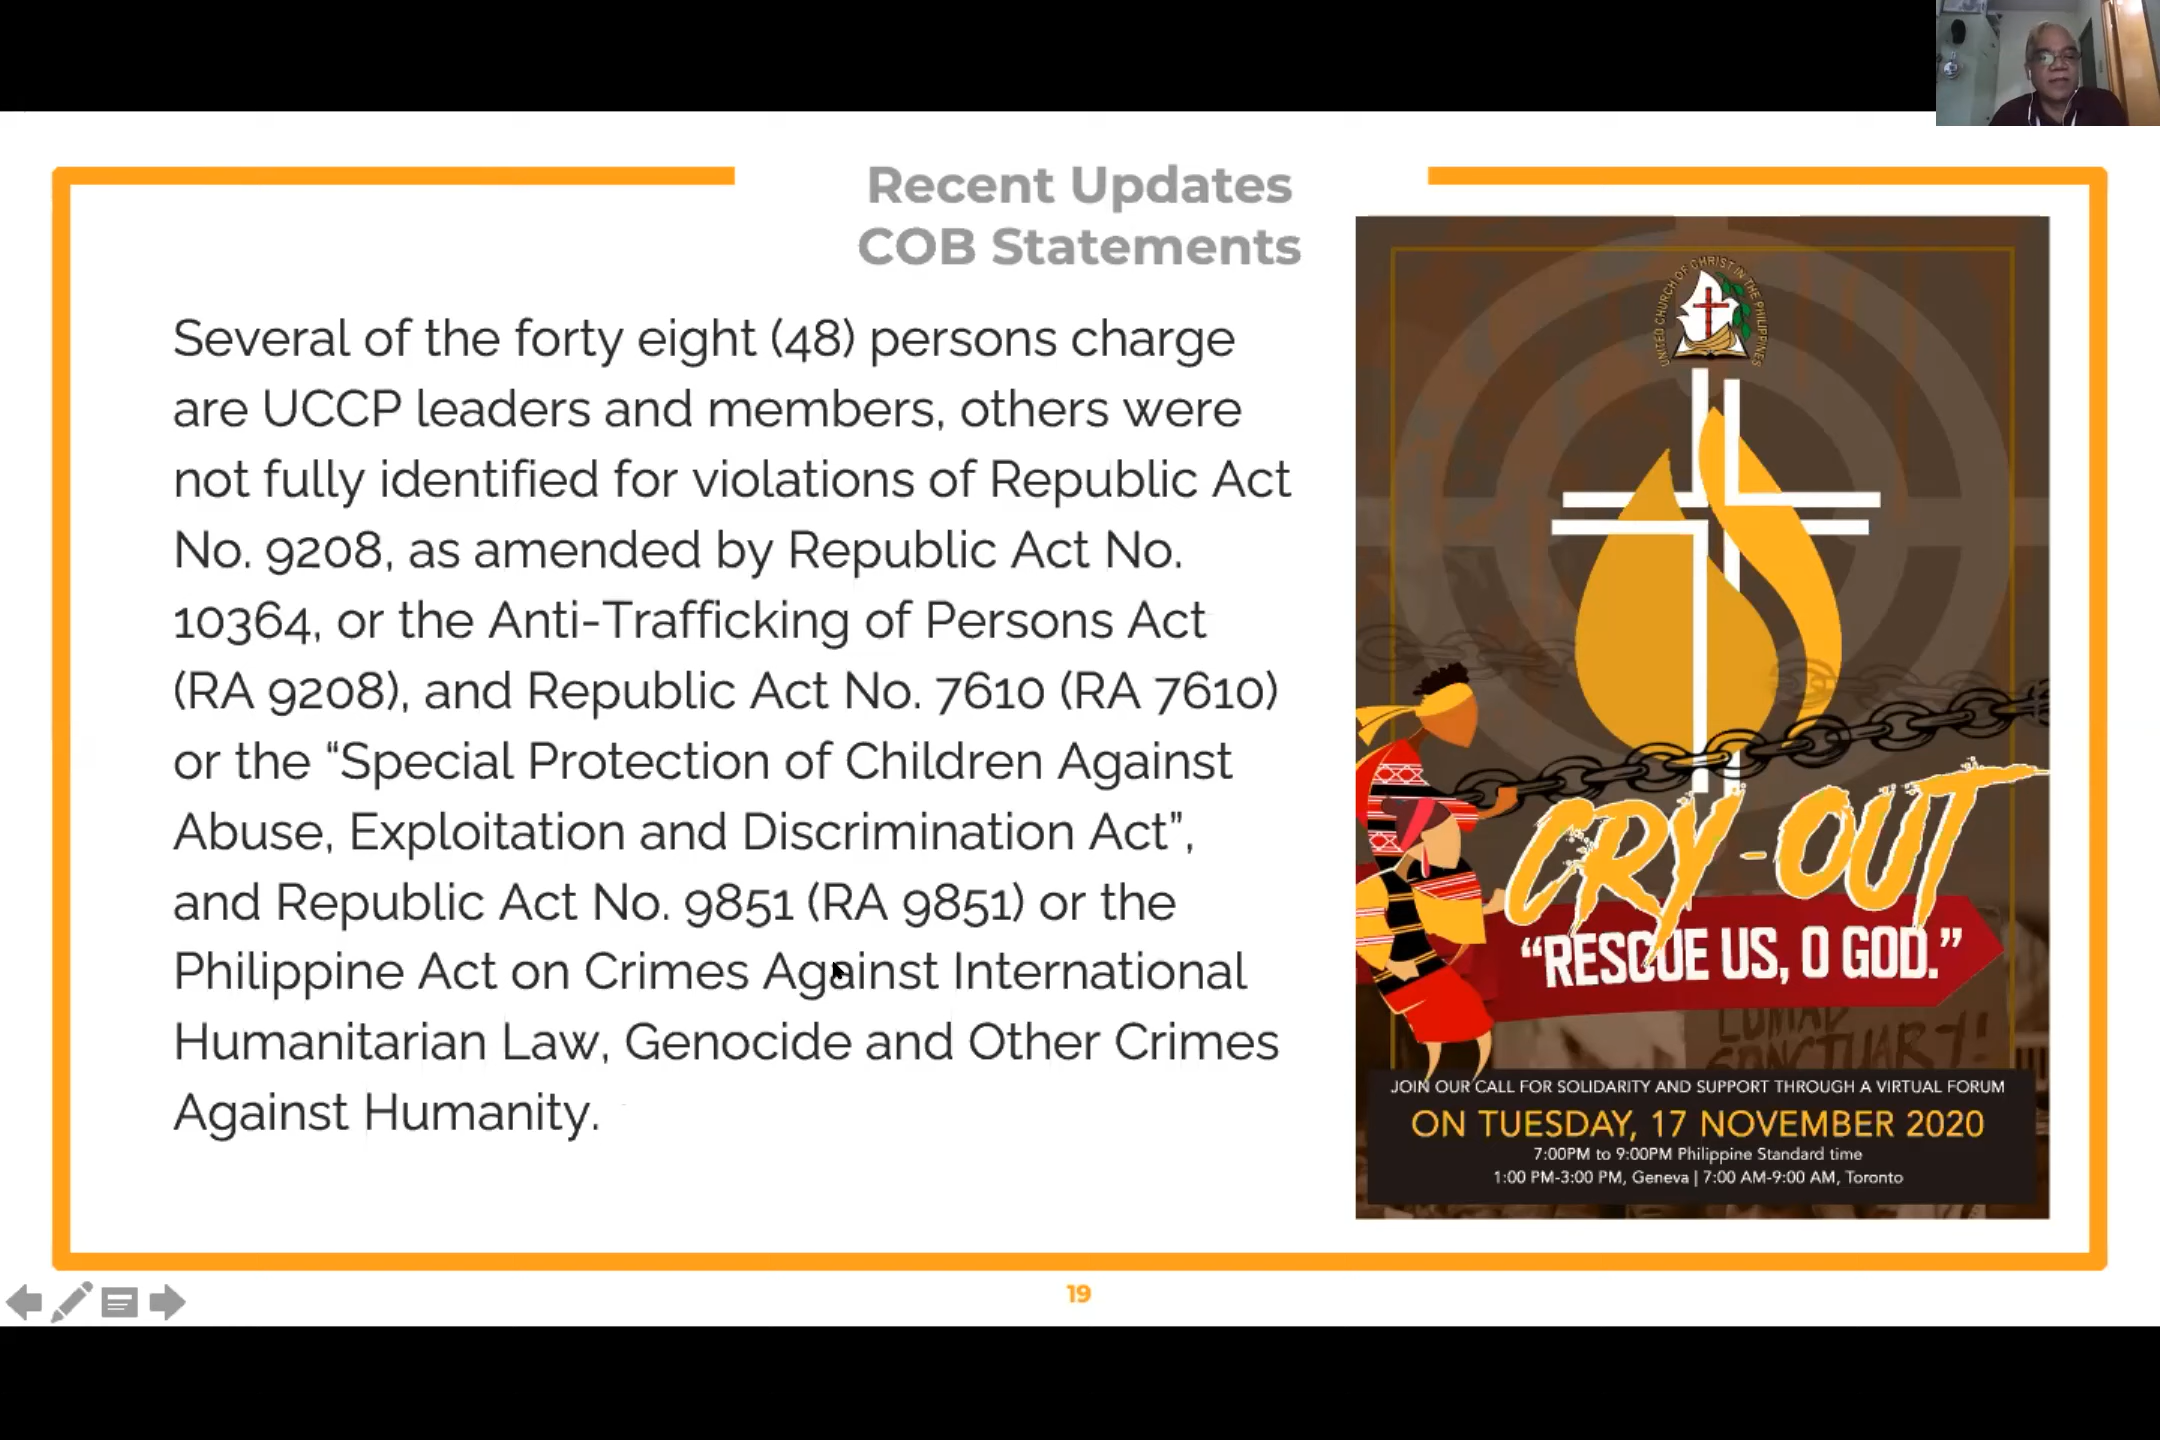 Recent Updates
COB Statements
Several of the forty eight (48) persons charge
are UCCP leaders and members, others were
not fully identified for violations of Republic Act
No. 9208, as amended by Republic Act No.
10364, or the Anti-Trafficking of Persons Act
(RA 9208), and Republic Act No. 7610 (RA 7610)
or the “Special Protection of Children Against
Abuse, Exploitation and Discrimination Act”,
and Republic Act No. 9851 (RA 9851) or the
Philippine Act on Crimes Against International
Humanitarian Law, Genocide and Other Crimes
Against Humanity.
UNITED CHURCH OF CHRIST IN THE PHILIPPINES
CRY-OUT
“RESCUE US, O GOD.”
LUMAD
SANCTUARY!
JOIN OUR CALL FOR SOLIDARITY AND SUPPORT THROUGH A VIRTUAL FORUM
ON TUESDAY, 17 NOVEMBER 2020
7:00PM to 9:00PM Philippine Standard time
1:00 PM-3:00 PM, Geneva | 7:00 AM-9:00 AM, Toronto
19